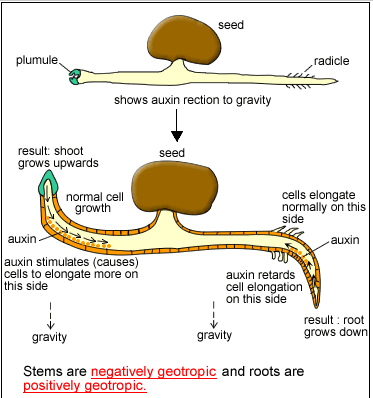 seed
plumule
radicle
shows auxin rection to gravity
result: shoot
grows upwards
seed
normal cell
growth
cells elongate
normally on this
side
auxin
auxin
auxin stimulates (causes)
cells to elongate more on
this side
auxin retards
cell elongation
on this side
result : root
grows down
gravity
gravity
Stems are negatively geotropic and roots are
positively geotropic.